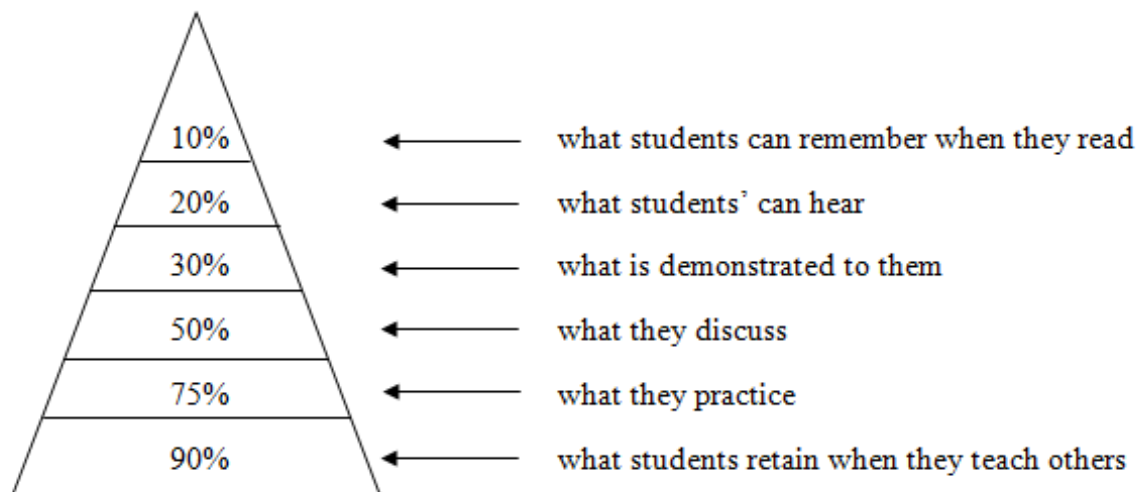 10% what students can remember when they read
20% what students’ can hear
30% what is demonstrated to them
50% what they discuss
75% what they practice
90% what students retain when they teach others